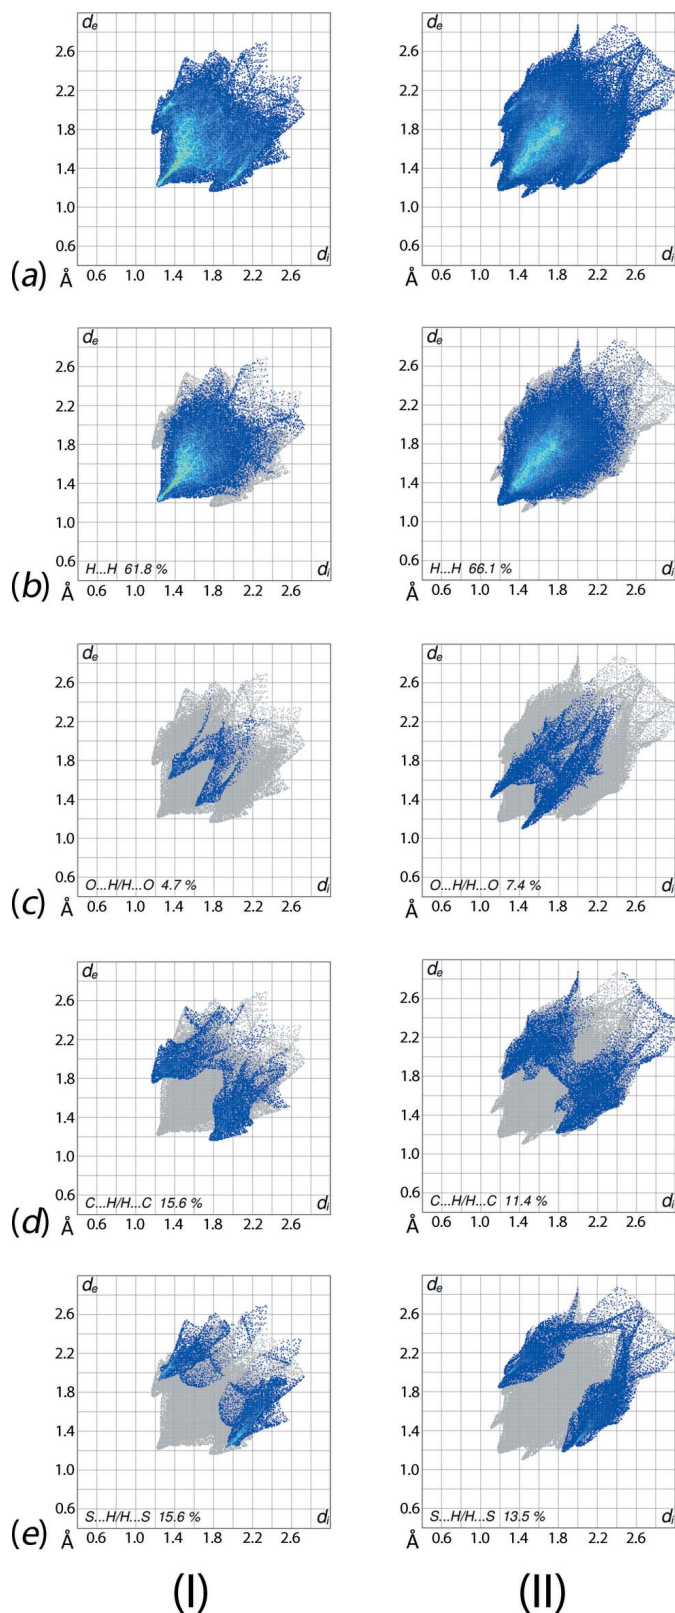 de de
2.6 2.6
2.2 2.2
1.8 1.8
1.4 1.4
1.0 1.0
0.6 0.6
di di
(a) Å 0.6 1.0 1.4 1.8 2.2 2.6 Å 0.6 1.0 1.4 1.8 2.2 2.6
de de
2.6 2.6
2.2 2.2
1.8 1.8
1.4 1.4
1.0 1.0
0.6 0.6
H...H 61.8 % di H...H 66.1 % di
(b) Å 0.6 1.0 1.4 1.8 2.2 2.6 Å 0.6 1.0 1.4 1.8 2.2 2.6
de de
2.6 2.6
2.2 2.2
1.8 1.8
1.4 1.4
1.0 1.0
0.6 0.6
O...H/H...O 4.7 % di O...H/H...O 7.4 % di
(c) Å 0.6 1.0 1.4 1.8 2.2 2.6 Å 0.6 1.0 1.4 1.8 2.2 2.6
de de
2.6 2.6
2.2 2.2
1.8 1.8
1.4 1.4
1.0 1.0
0.6 0.6
C...H/H...C 15.6 % di C...H/H...C 11.4 % di
(d) Å 0.6 1.0 1.4 1.8 2.2 2.6 Å 0.6 1.0 1.4 1.8 2.2 2.6
de de
2.6 2.6
2.2 2.2
1.8 1.8
1.4 1.4
1.0 1.0
0.6 0.6
S...H/H...S 15.6 % di S...H/H...S 13.5 % di
(e) Å 0.6 1.0 1.4 1.8 2.2 2.6 Å 0.6 1.0 1.4 1.8 2.2 2.6
(I) (II)